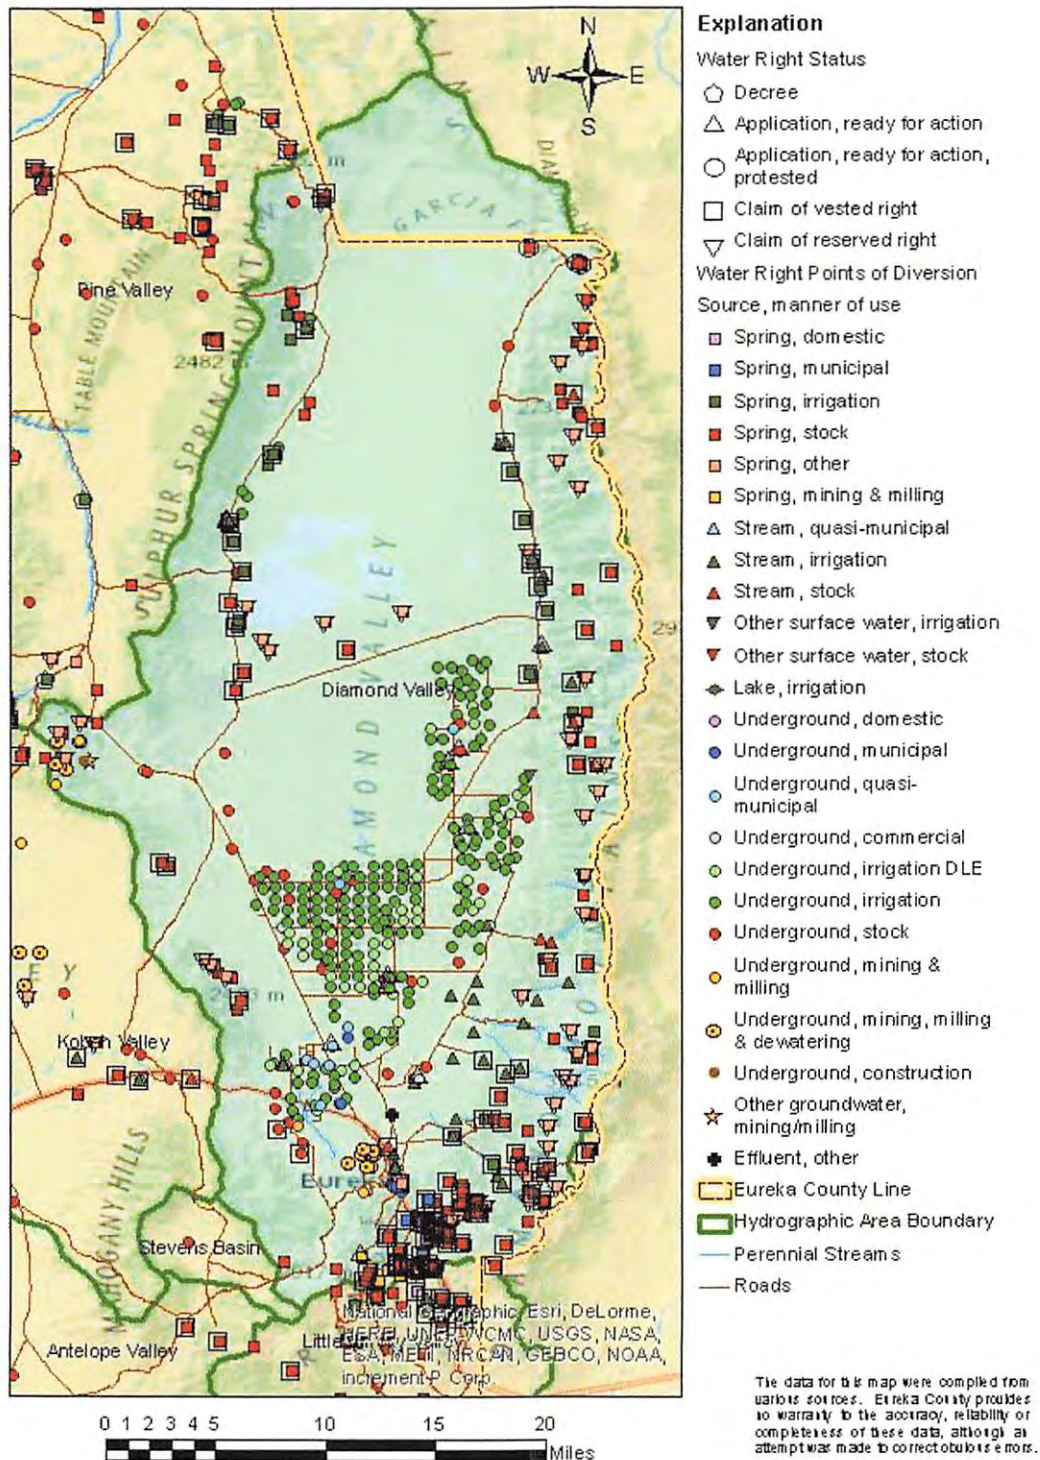 N
W
E
S
GARCIA F
Pine Valley
TABLE MOUNTAIN
SULPHUR SPRING MOUNTAIN
2482 m
DIAMOND VALLEY
Diamond Valley
29
Kobeh Valley
Eureka
MAHOGANY HILLS
Stevens Basin
Antelope Valley
National Geographic, Esri, DeLorme,
HERE, UNEP-WCMC, USGS, NASA,
ESA, METI, NRCAN, GEBCO, NOAA,
increment P Corp.
0 1 2 3 4 5 10 15 20
Miles
Explanation
Water Right Status
Decree
Application, ready for action
Application, ready for action,
protested
Claim of vested right
Claim of reserved right
Water Right Points of Diversion
Source, manner of use
Spring, domestic
Spring, municipal
Spring, irrigation
Spring, stock
Spring, other
Spring, mining & milling
Stream, quasi-municipal
Stream, irrigation
Stream, stock
Other surface water, irrigation
Other surface water, stock
Lake, irrigation
Underground, domestic
Underground, municipal
Underground, quasi-
municipal
Underground, commercial
Underground, irrigation DLE
Underground, irrigation
Underground, stock
Underground, mining &
milling
Underground, mining, milling
& dewatering
Underground, construction
Other groundwater,
mining/milling
Effluent, other
Eureka County Line
Hydrographic Area Boundary
Perennial Streams
Roads
The data for this map were compiled from
various sources. Eureka County provides
no warranty to the accuracy, reliability or
completeness of these data, although an
attempt was made to correct obvious errors.